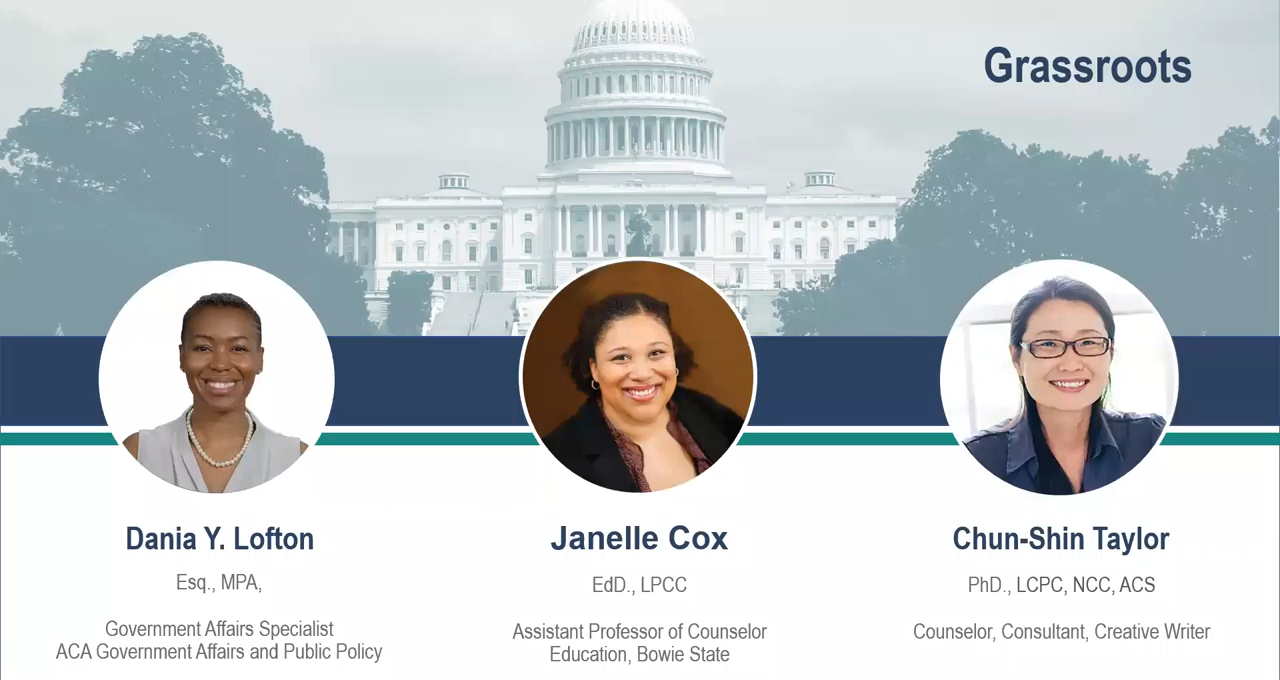 Grassroots
Dania Y. Lofton
Esq., MPA,
Government Affairs Specialist
ACA Government Affairs and Public Policy
Janelle Cox
EdD., LPCC
Assistant Professor of Counselor
Education, Bowie State
Chun-Shin Taylor
PhD., LCPC, NCC, ACS
Counselor, Consultant, Creative Writer